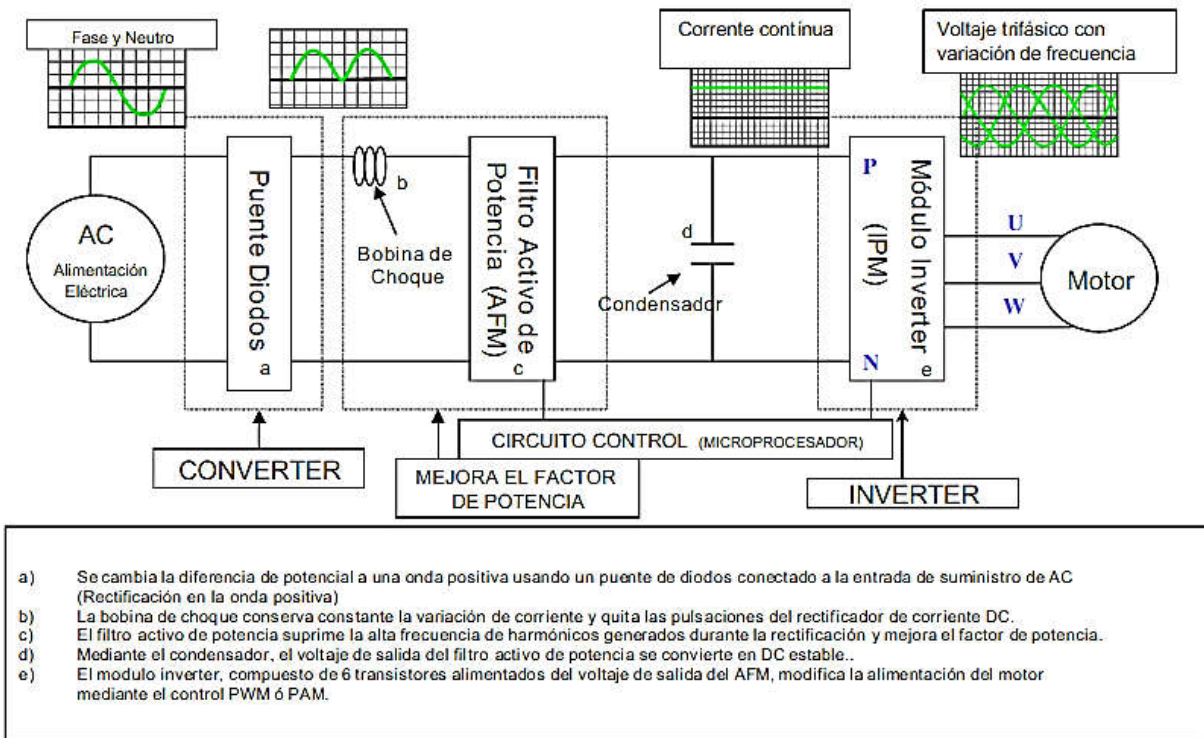 Fase y Neutro
Corrente contínua
Voltaje trifásico con
variación de frecuencia
AC
Alimentación
Eléctrica
Puente Diodos
a
b
Bobina de
Choque
Filtro Activo de
Potencia (AFM)
c
d
Condensador
P
N
Módulo Inverter
(IPM)
e
U
V
W
Motor
CONVERTER
CIRCUITO CONTROL (MICROPROCESADOR)
MEJORA EL FACTOR
DE POTENCIA
INVERTER
a) Se cambia la diferencia de potencial a una onda positiva usando un puente de diodos conectado a la entrada de suministro de AC
(Rectificación en la onda positiva)
b) La bobina de choque conserva constante la variación de corriente y quita las pulsaciones del rectificador de corriente DC.
c) El filtro activo de potencia suprime la alta frecuencia de harmónicos generados durante la rectificación y mejora el factor de potencia.
d) Mediante el condensador, el voltaje de salida del filtro activo de potencia se convierte en DC estable..
e) El modulo inverter, compuesto de 6 transistores alimentados del voltaje de salida del AFM, modifica la alimentación del motor
mediante el control PWM ó PAM.